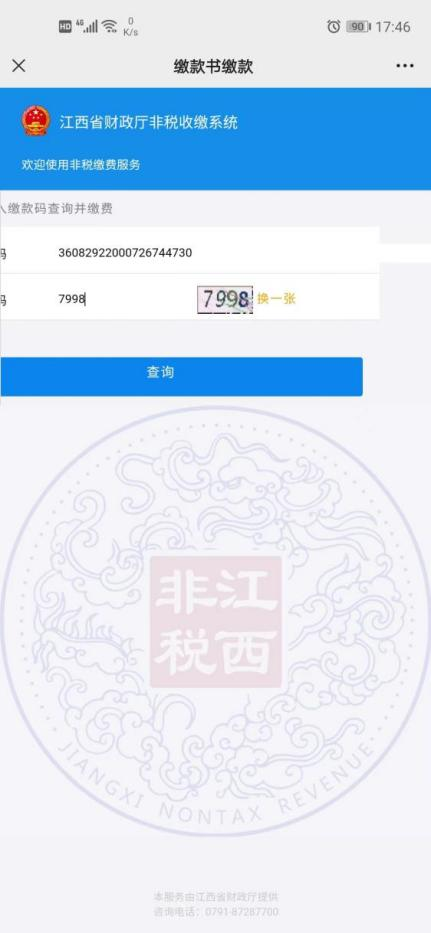 HD 4G 0 K/s 90 17:46
缴款书缴款
江西省财政厅非税收缴系统
欢迎使用非税缴费服务
入缴款码查询并缴费
码 36082922000726744730
码 7998 7998 换一张
查询
非江
税西
JIANGXI NONTAX REVENUE
本服务由江西省财政厅提供
咨询电话：0791-87287700